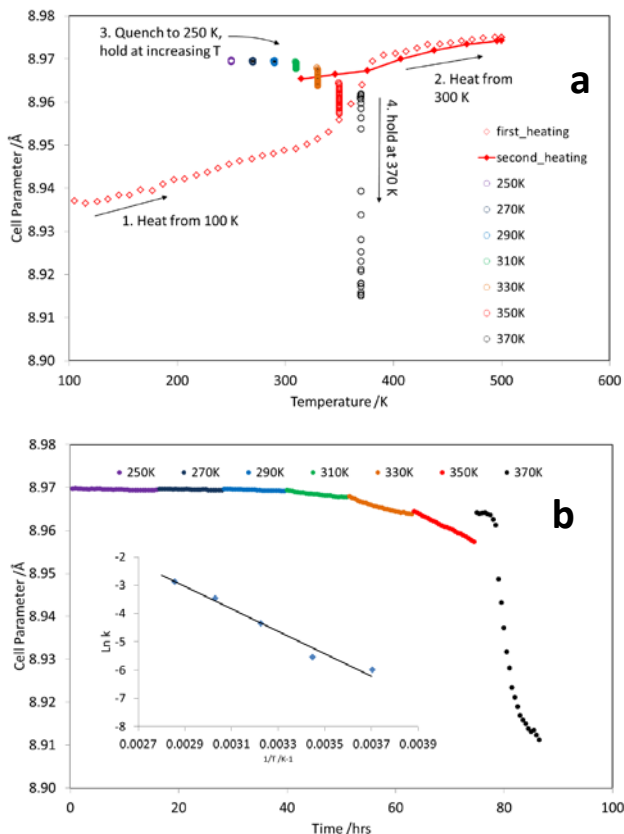 8.98
8.97
8.96
8.95
8.94
8.93
8.92
8.91
8.90
Cell Parameter /Å
3. Quench to 250 K,
hold at increasing T
2. Heat from
300 K
a
4. hold at 370 K
1. Heat from 100 K
first_heating
second_heating
250K
270K
290K
310K
330K
350K
370K
100 200 300 400 500 600
Temperature /K
8.98
8.97
8.96
8.95
8.94
8.93
8.92
8.91
8.90
Cell Parameter /Å
250K 270K 290K 310K 330K 350K 370K
b
-2
-3
-4
-5
-6
-7
-8
Ln k
0.0027 0.0029 0.0031 0.0033 0.0035 0.0037 0.0039
1/T /K-1
0 20 40 60 80 100
Time /hrs